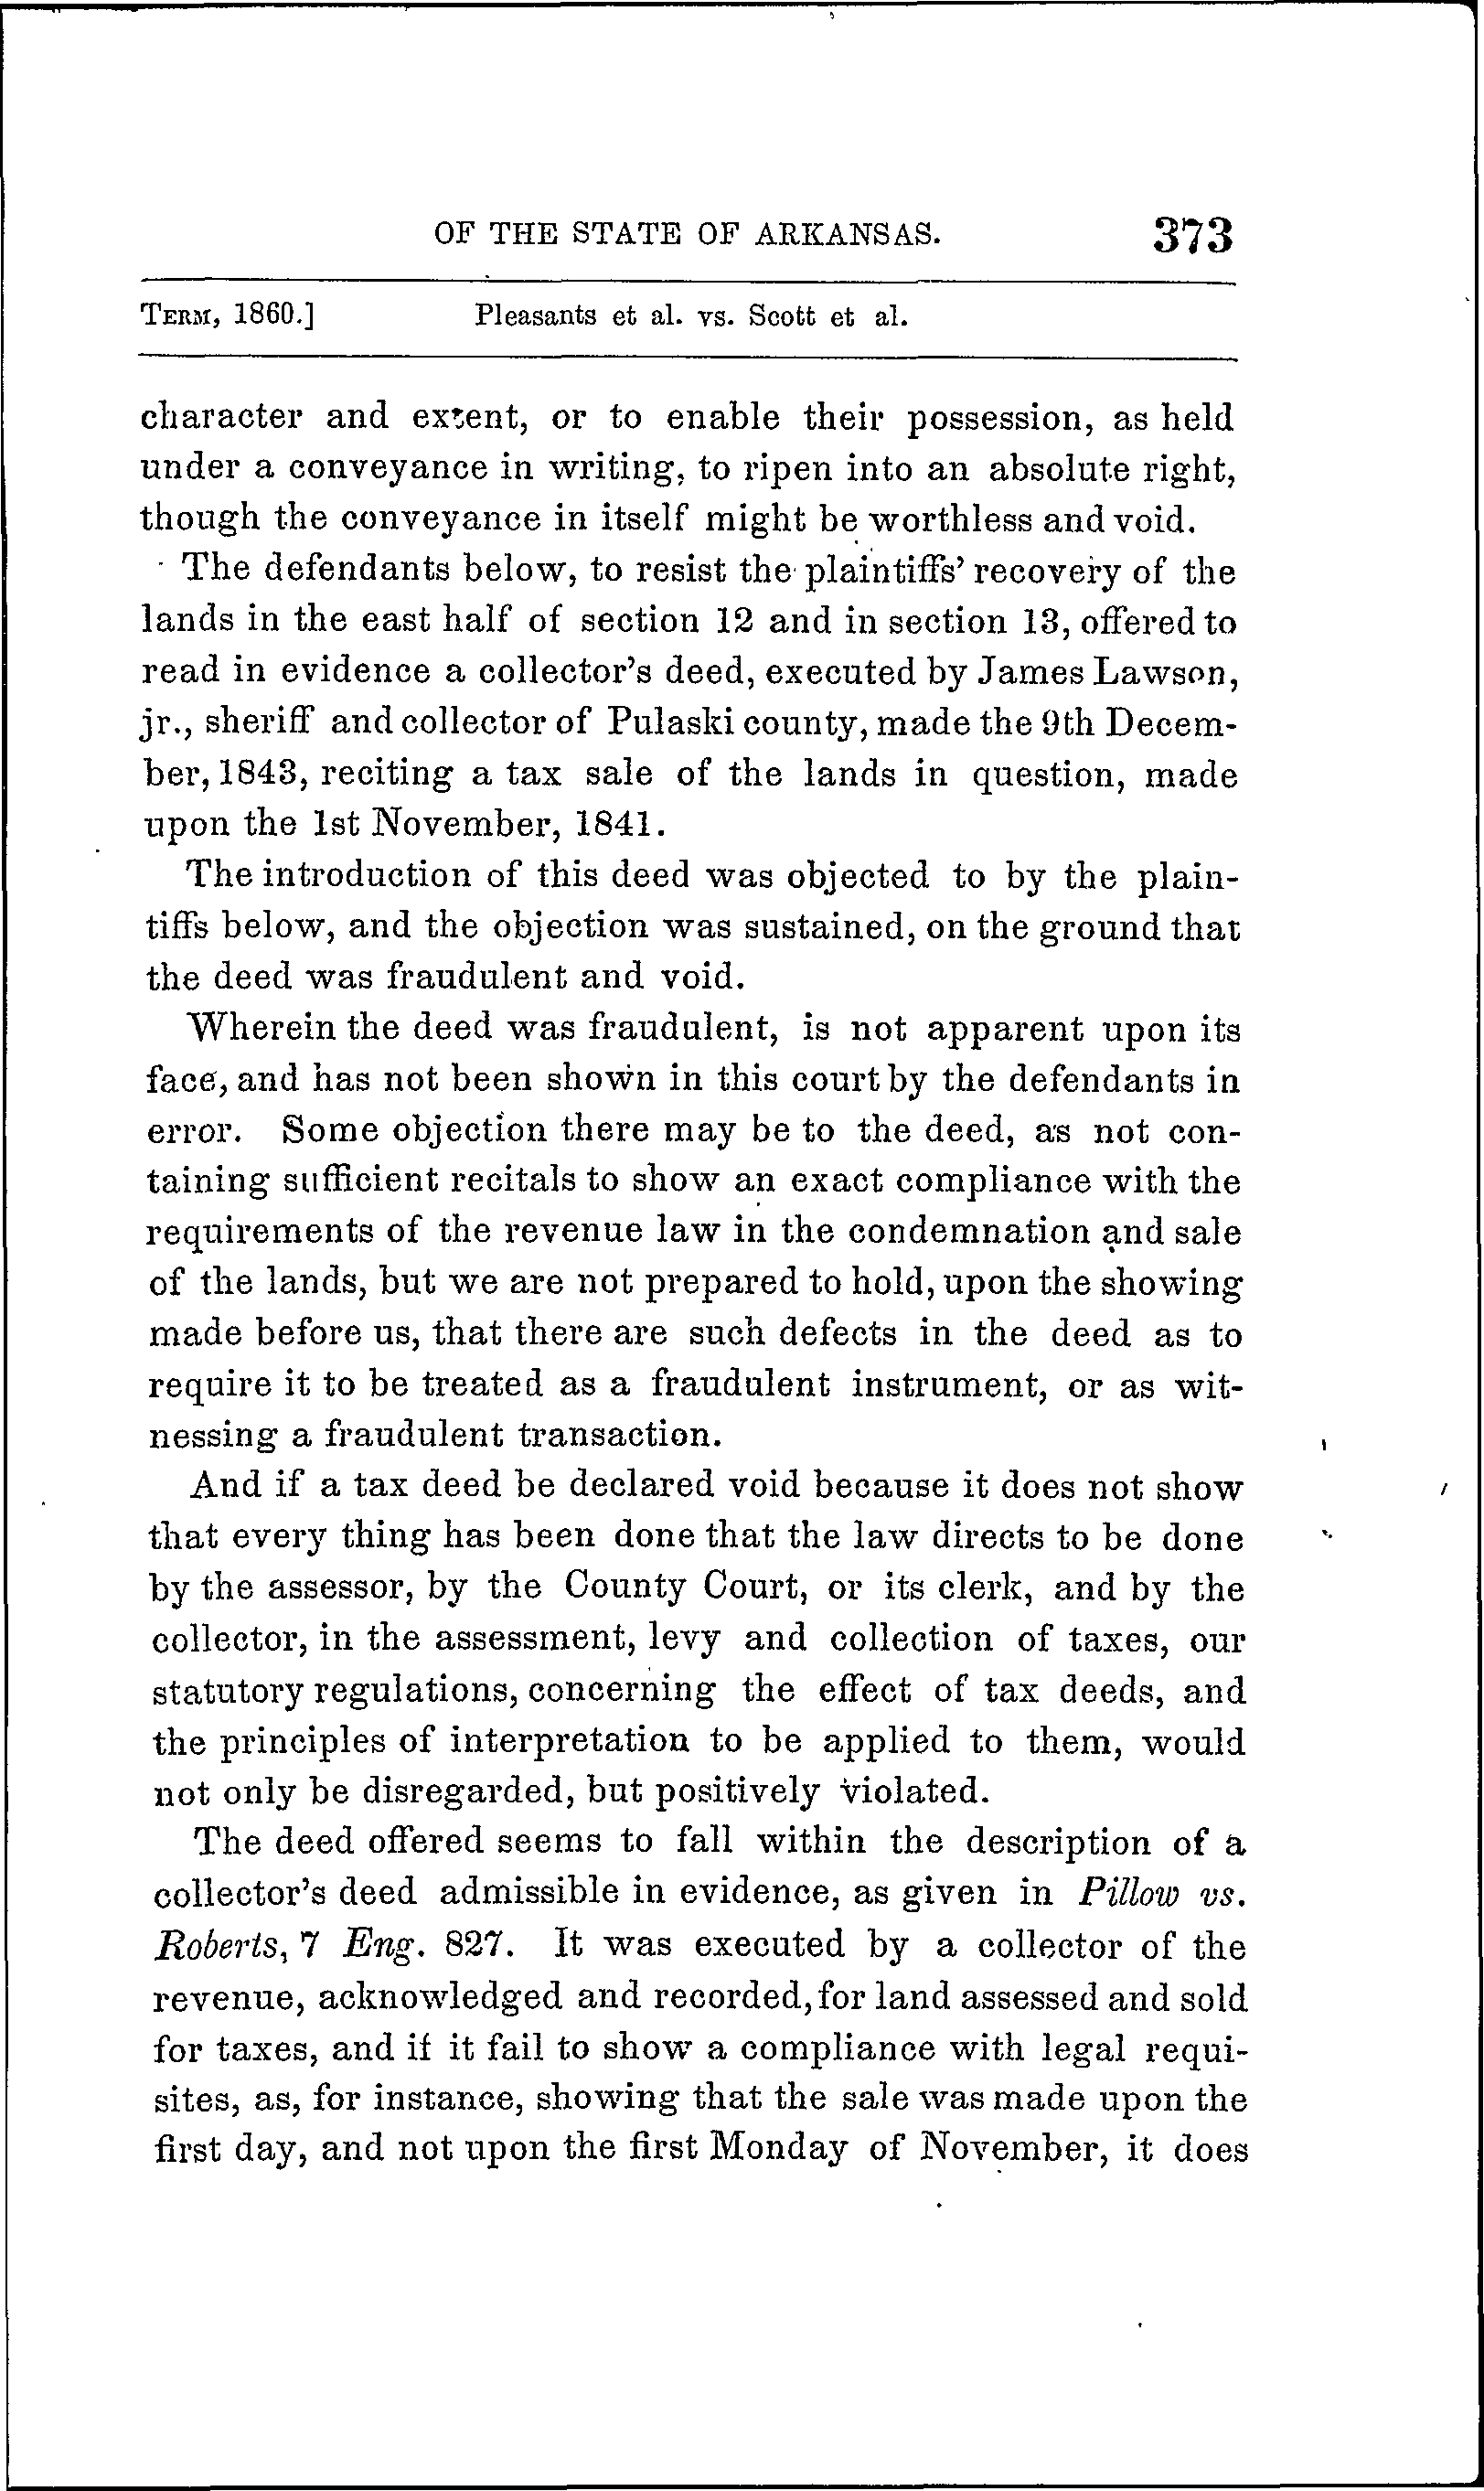 OF THE STATE OF ARKANSAS. 373
TERM, 1860.] Pleasants et al. vs. Scott et al.
character and extent, or to enable their possession, as held
under a conveyance in writing, to ripen into an absolute right,
though the conveyance in itself might be worthless and void.
The defendants below, to resist the plaintiffs' recovery of the
lands in the east half of section 12 and in section 13, offered to
read in evidence a collector's deed, executed by James Lawson,
jr., sheriff and collector of Pulaski county, made the 9th Decem-
ber, 1843, reciting a tax sale of the lands in question, made
upon the 1st November, 1841.
The introduction of this deed was objected to by the plain-
tiffs below, and the objection was sustained, on the ground that
the deed was fraudulent and void.
Wherein the deed was fraudulent, is not apparent upon its
face, and has not been shown in this court by the defendants in
error. Some objection there may be to the deed, as not con-
taining sufficient recitals to show an exact compliance with the
requirements of the revenue law in the condemnation and sale
of the lands, but we are not prepared to hold, upon the showing
made before us, that there are such defects in the deed as to
require it to be treated as a fraudulent instrument, or as wit-
nessing a fraudulent transaction.
And if a tax deed be declared void because it does not show
that every thing has been done that the law directs to be done
by the assessor, by the County Court, or its clerk, and by the
collector, in the assessment, levy and collection of taxes, our
statutory regulations, concerning the effect of tax deeds, and
the principles of interpretation to be applied to them, would
not only be disregarded, but positively violated.
The deed offered seems to fall within the description of a
collector's deed admissible in evidence, as given in Pillow vs.
Roberts, 7 Eng. 827. It was executed by a collector of the
revenue, acknowledged and recorded, for land assessed and sold
for taxes, and if it fail to show a compliance with legal requi-
sites, as, for instance, showing that the sale was made upon the
first day, and not upon the first Monday of November, it does